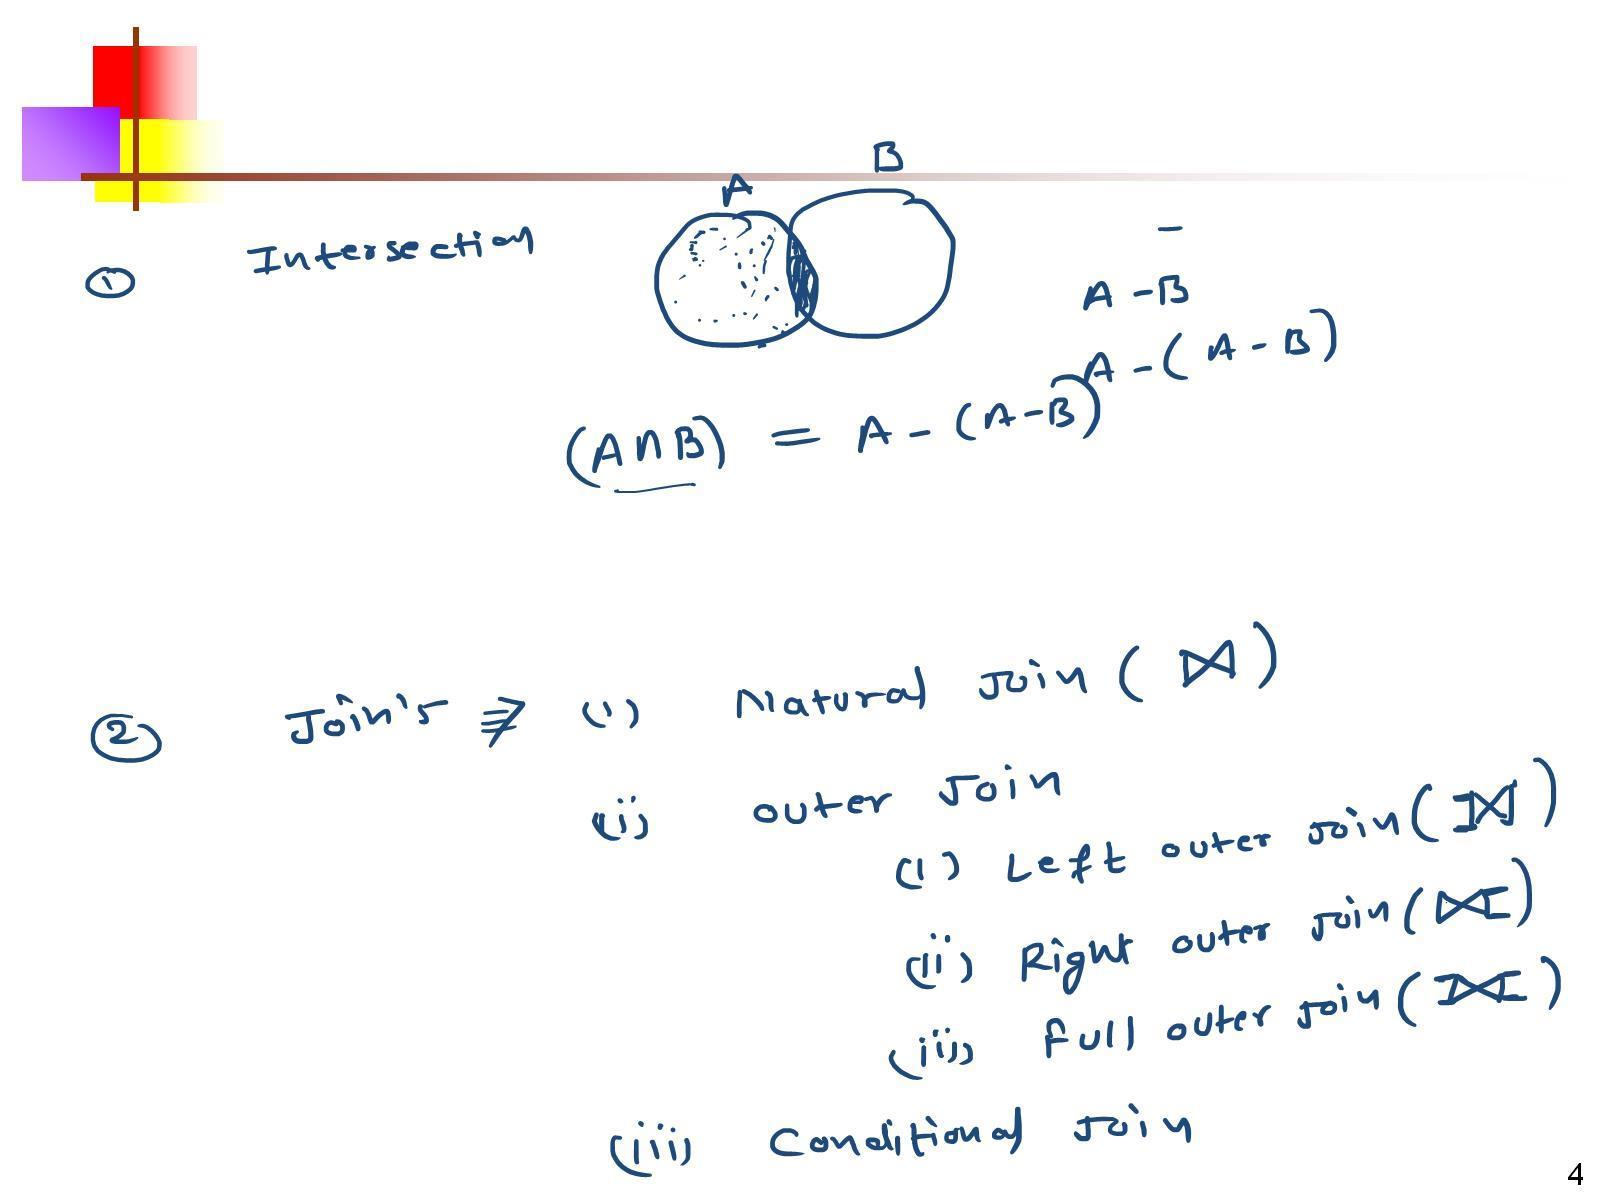 B
A
① Intersection
-
A - B
A - (A - B)
(A∩B) = A - (A-B)
② Join's ⇛ (i) Natural Join (⋈)
(ii) outer Join
(i) Left outer join (⟕)
(ii) Right outer join (⟖)
(iii) Full outer join (⟗)
(iii) Conditional Join
4